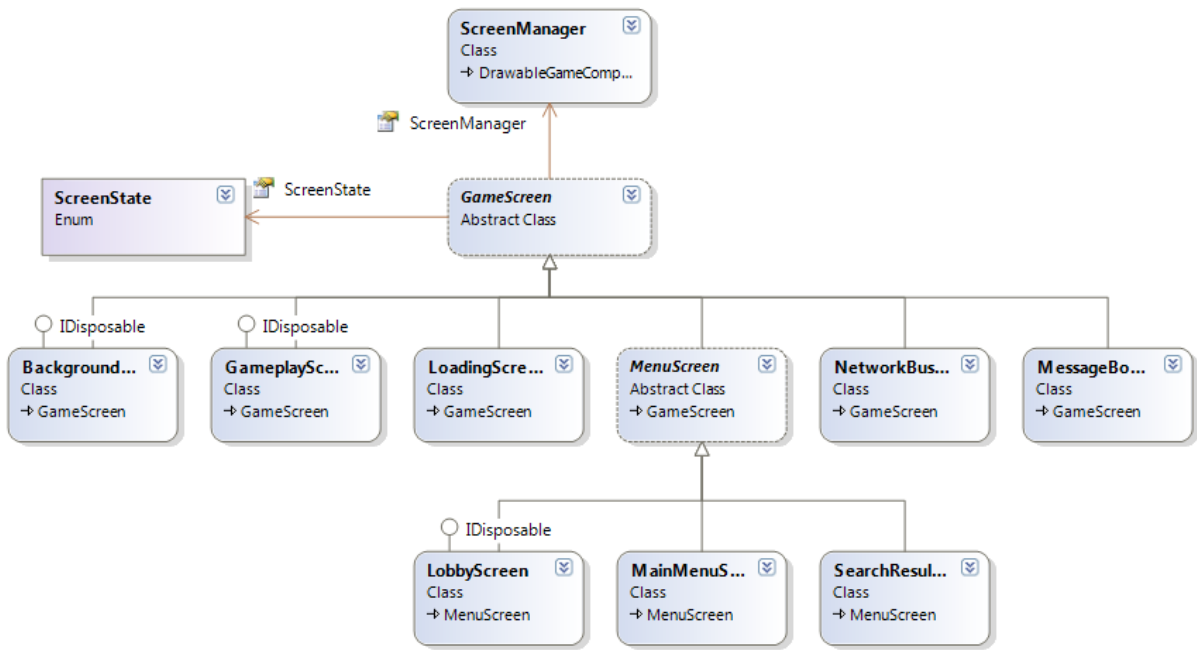 ScreenManager
Class
DrawableGameComp...
ScreenManager
ScreenState
Enum
ScreenState
GameScreen
Abstract Class
IDisposable
IDisposable
Background...
Class
GameScreen
GameplaySc...
Class
GameScreen
LoadingScre...
Class
GameScreen
MenuScreen
Abstract Class
GameScreen
NetworkBus...
Class
GameScreen
MessageBo...
Class
GameScreen
IDisposable
LobbyScreen
Class
MenuScreen
MainMenuS...
Class
MenuScreen
SearchResul...
Class
MenuScreen